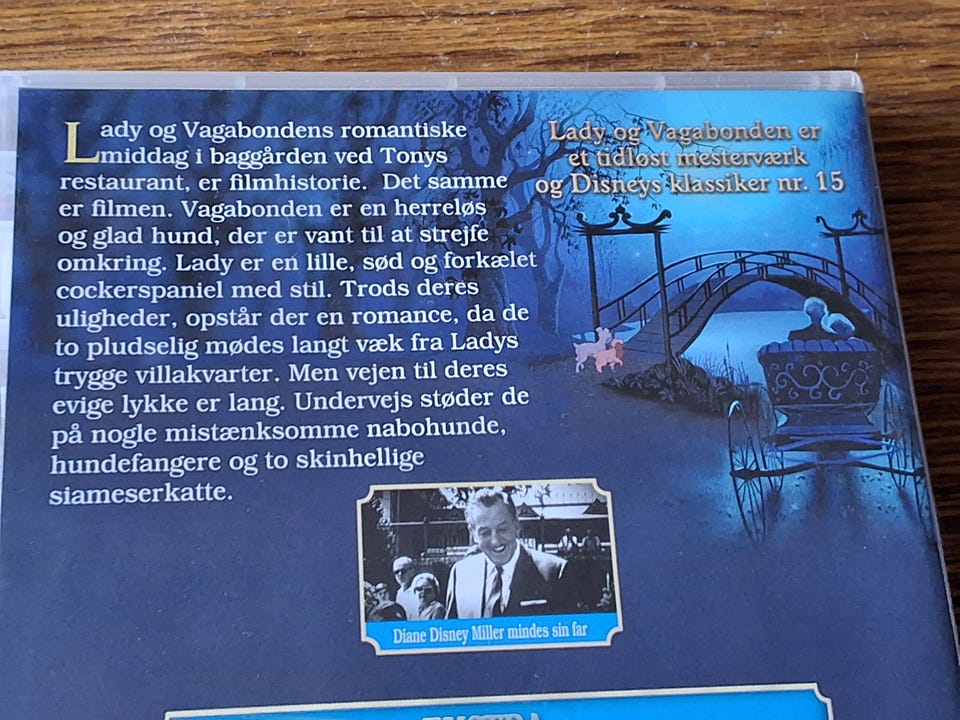 Lady og Vagabondens romantiske
middag i baggården ved Tonys
restaurant, er filmhistorie. Det samme
er filmen. Vagabonden er en herreløs
og glad hund, der er vant til at strejfe
omkring. Lady er en lille, sød og forkælet
cockerspaniel med stil. Trods deres
uligheder, opstår der en romance, da de
to pludselig mødes langt væk fra Ladys
trygge villakvarter. Men vejen til deres
evige lykke er lang. Undervejs støder de
på nogle mistænksomme nabohunde,
hundefangere og to skinhellige
siameserkatte.
Lady og Vagabonden er
et tidløst mesterværk
og Disneys klassiker nr. 15
Diane Disney Miller mindes sin far